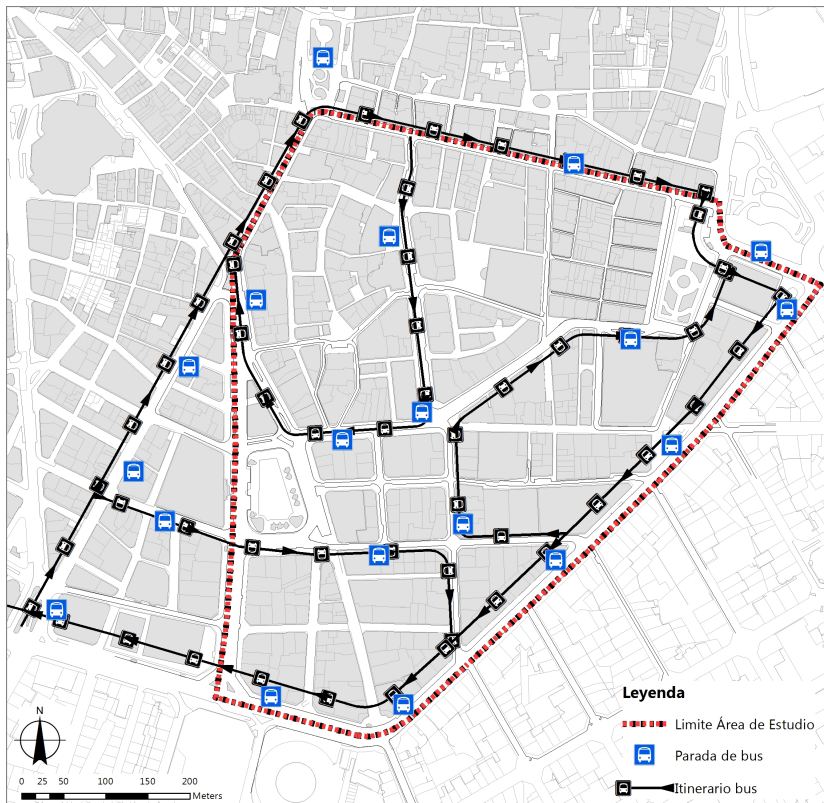 Leyenda
Limite Área de Estudio
Parada de bus
Itinerario bus
N
0 25 50 100 150 200
Meters